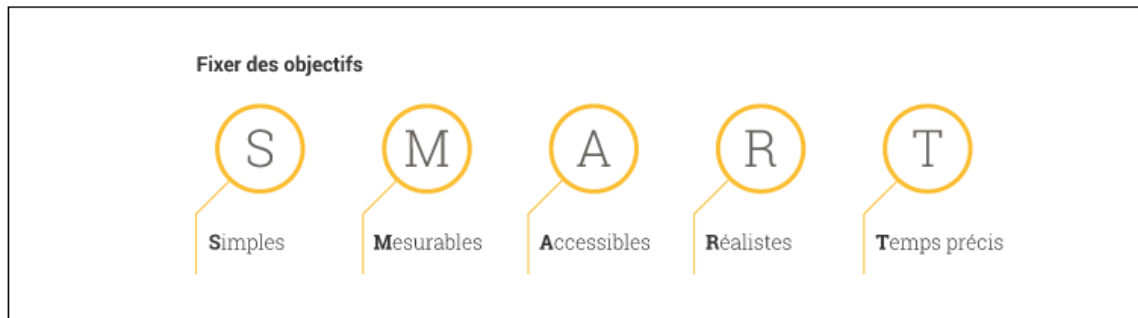 Fixer des objectifs
S M A R T
Simples Mesurables Accessibles Réalistes Temps précis